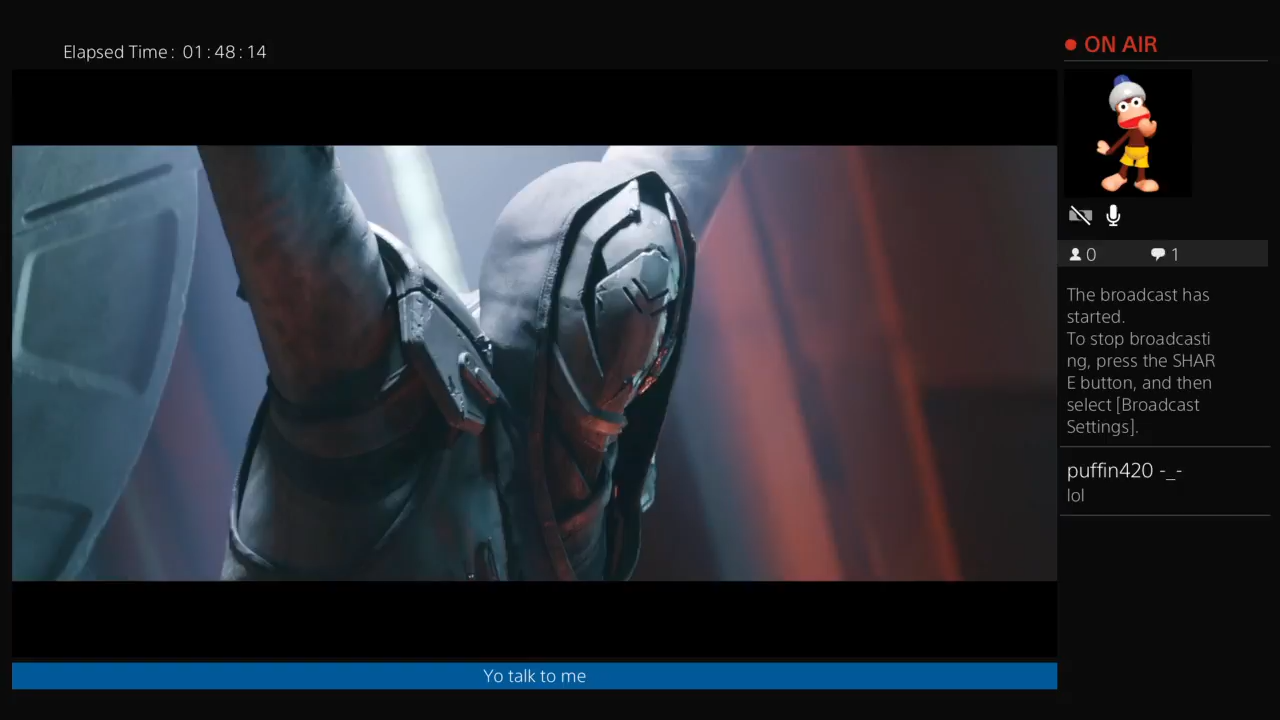 Elapsed Time: 01:48:14
ON AIR
0
1
The broadcast has
started.
To stop broadcasti
ng, press the SHAR
E button, and then
select [Broadcast
Settings].
puffin420 -_-
lol
Yo talk to me